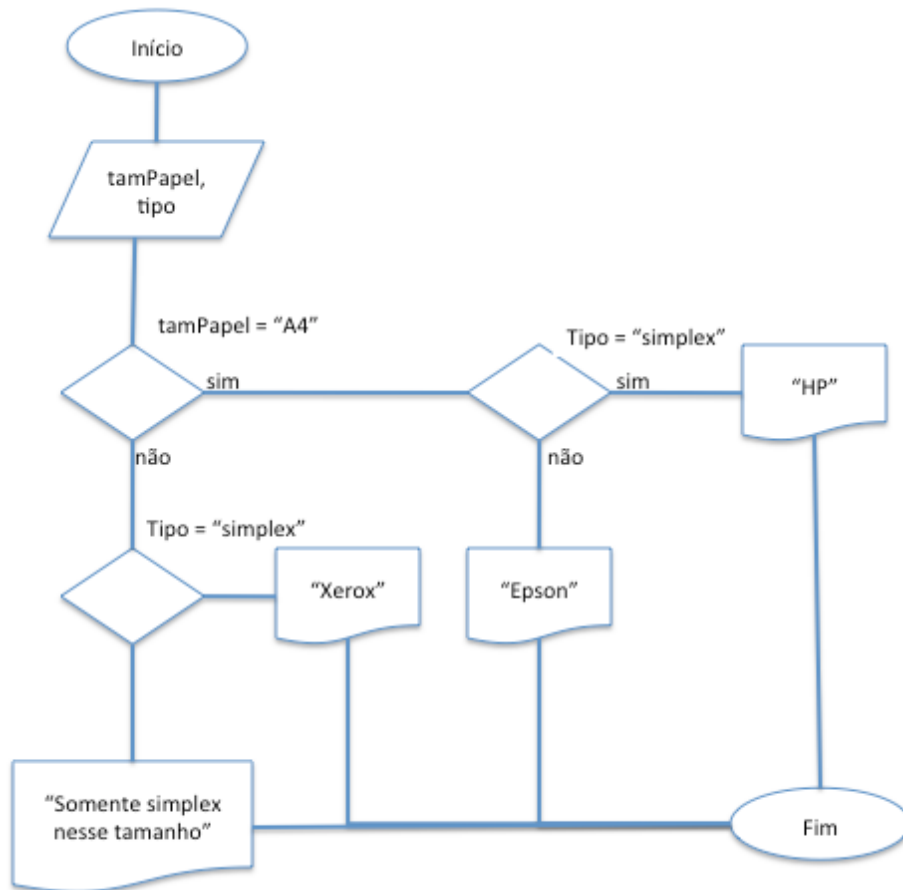 Início
tamPapel,
tipo
tamPapel = “A4”
Tipo = “simplex”
sim
sim
“HP”
não
não
Tipo = “simplex”
“Xerox”
“Epson”
“Somente simplex
nesse tamanho”
Fim